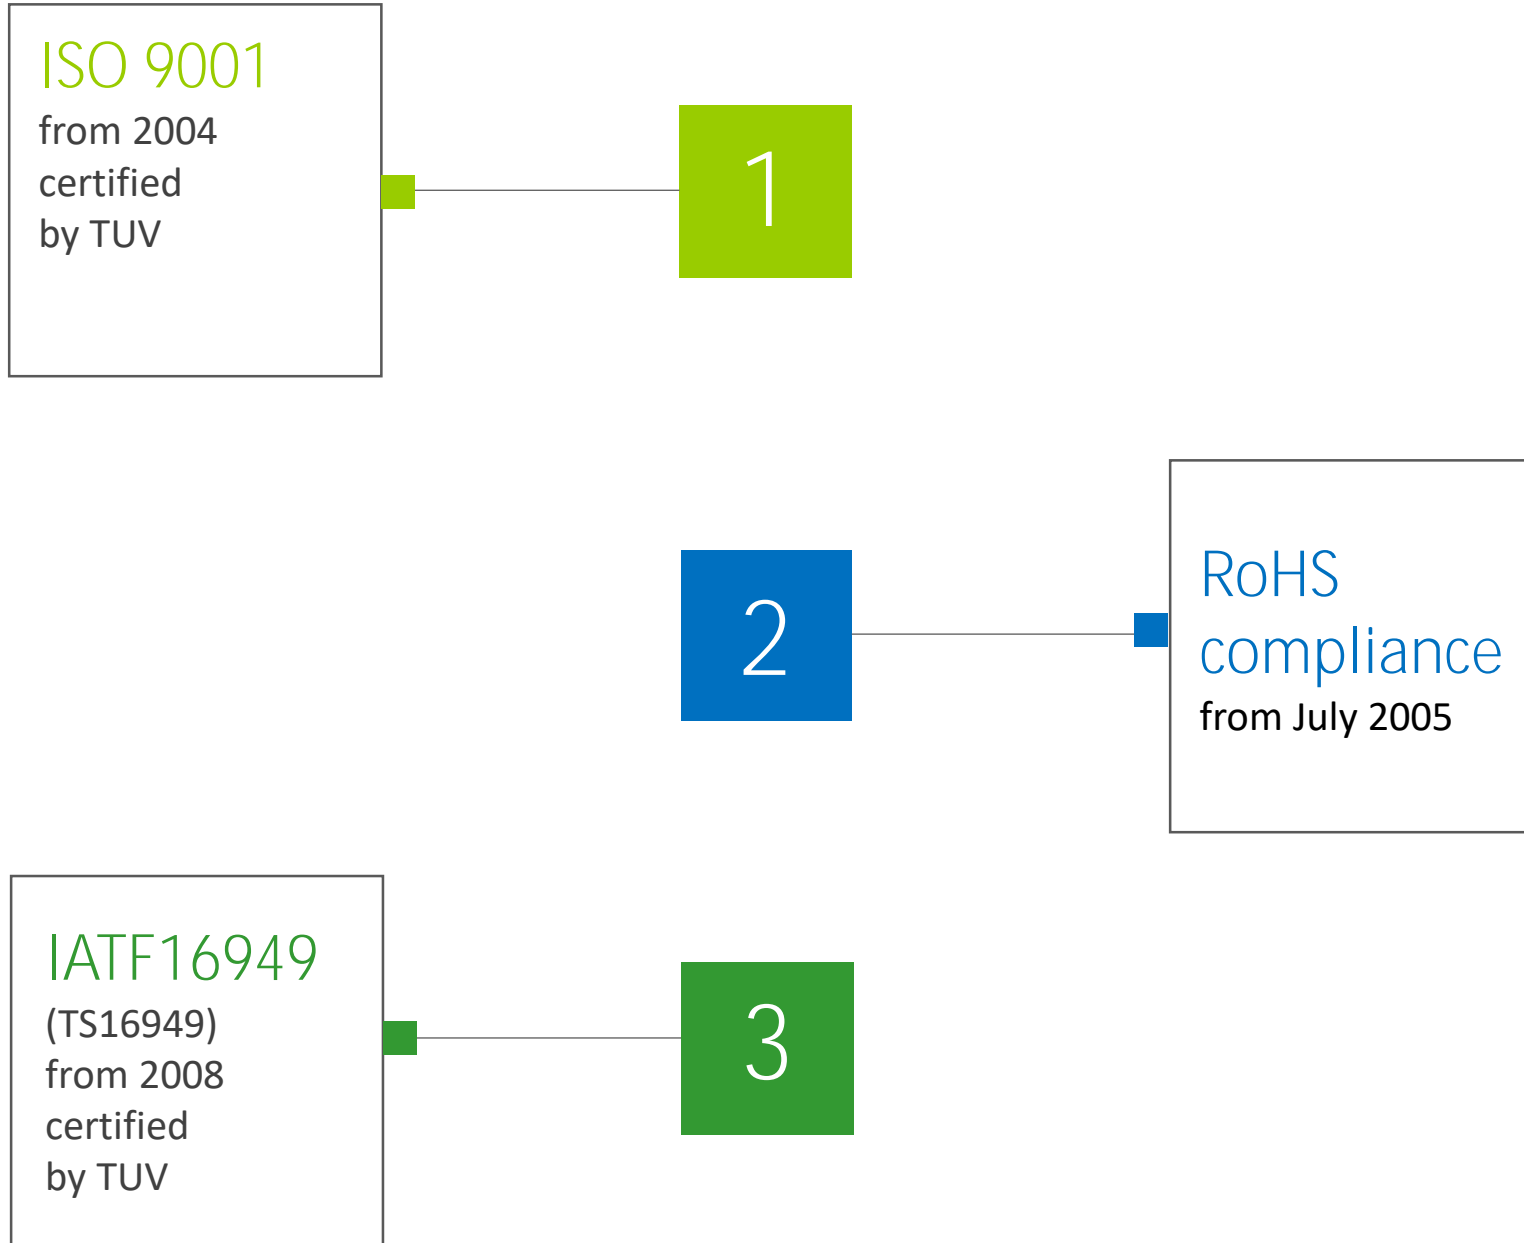 ISO 9001
from 2004
certified
by TUV
1
2
RoHS
compliance
from July 2005
IATF16949
(TS16949)
from 2008
certified
by TUV
3